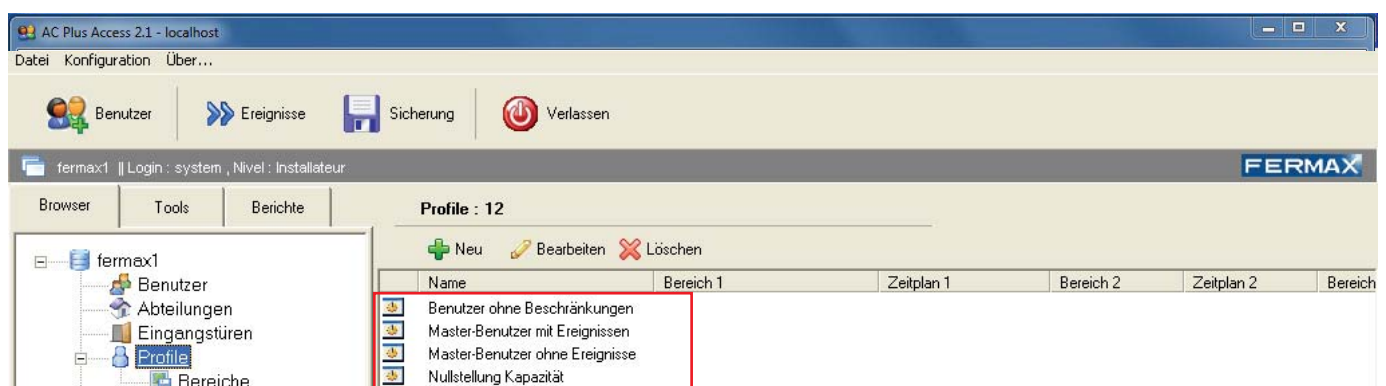 AC Plus Access 2.1 - localhost
Datei Konfiguration Über...
Benutzer Ereignisse Sicherung Verlassen
fermax1 || Login : system , Nivel : Installateur FERMAX
Browser Tools Berichte Profile : 12
Neu Bearbeiten Löschen
fermax1
Name Bereich 1 Zeitplan 1 Bereich 2 Zeitplan 2 Bereich
Benutzer
Benutzer ohne Beschränkungen
Abteilungen
Master-Benutzer mit Ereignissen
Eingangstüren
Master-Benutzer ohne Ereignisse
Profile
Nullstellung Kapazität
Bereiche